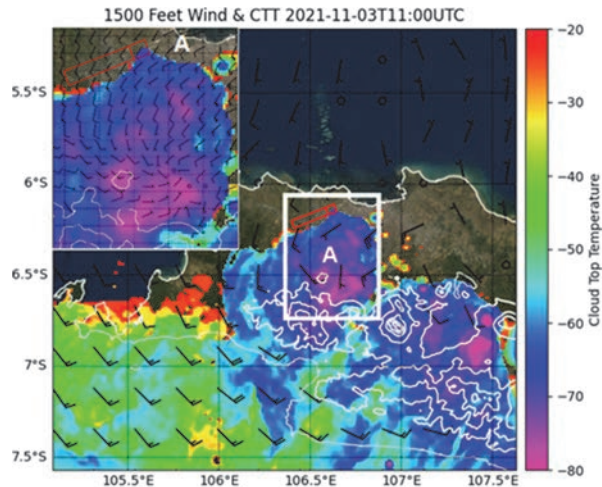 1500 Feet Wind & CTT 2021-11-03T11:00UTC
A
A
5.5°S
6°S
6.5°S
7°S
7.5°S
105.5°E
106°E
106.5°E
107°E
107.5°E
−20
−30
−40
−50
−60
−70
−80
Cloud Top Temperature